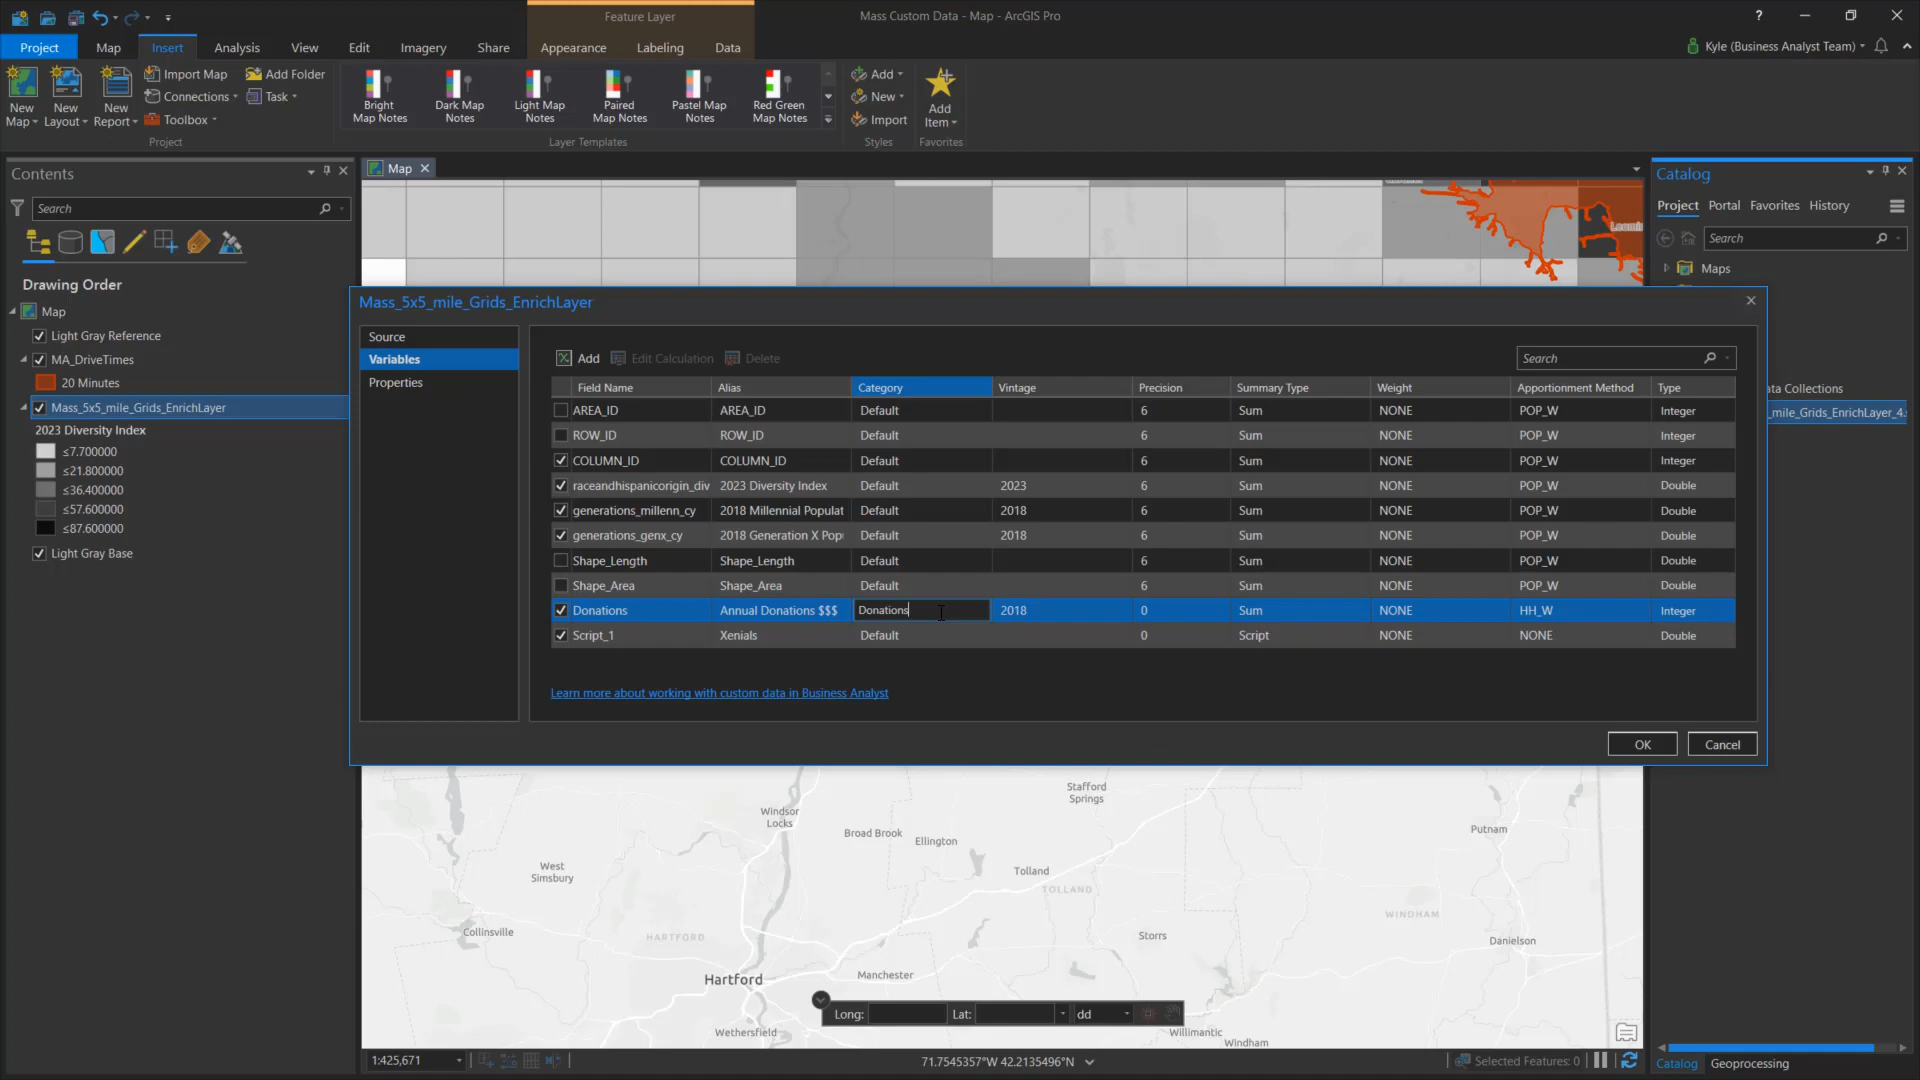 Feature Layer
Mass Custom Data - Map - ArcGIS Pro
?
Project
Map
Insert
Analysis
View
Edit
Imagery
Share
Appearance
Labeling
Data
Kyle (Business Analyst Team)
New Map
New Layout
New Report
Import Map
Connections
Toolbox
Add Folder
Task
Project
Bright Map Notes
Dark Map Notes
Light Map Notes
Paired Map Notes
Pastel Map Notes
Red Green Map Notes
Layer Templates
Add
New
Import
Styles
Add Item
Favorites
Contents
Search
Drawing Order
Map
Light Gray Reference
MA_DriveTimes
20 Minutes
Mass_5x5_mile_Grids_EnrichLayer
2023 Diversity Index
≤7.700000
≤21.800000
≤36.400000
≤57.600000
≤87.600000
Light Gray Base
Map
Catalog
Project Portal Favorites History
Search
Maps
ata Collections
_mile_Grids_EnrichLayer_4.
Mass_5x5_mile_Grids_EnrichLayer
Source
Variables
Properties
Add Edit Calculation Delete
Search
Field Name Alias Category Vintage Precision Summary Type Weight Apportionment Method Type
AREA_ID AREA_ID Default 6 Sum NONE POP_W Integer
ROW_ID ROW_ID Default 6 Sum NONE POP_W Integer
COLUMN_ID COLUMN_ID Default 6 Sum NONE POP_W Integer
raceandhispanicorigin_div 2023 Diversity Index Default 2023 6 Sum NONE POP_W Double
generations_millenn_cy 2018 Millennial Populat Default 2018 6 Sum NONE POP_W Double
generations_genx_cy 2018 Generation X Pop Default 2018 6 Sum NONE POP_W Double
Shape_Length Shape_Length Default 6 Sum NONE POP_W Double
Shape_Area Shape_Area Default 6 Sum NONE POP_W Double
Donations Annual Donations $$$ Donations 2018 0 Sum NONE HH_W Integer
Script_1 Xenials Default 0 Script NONE NONE Double
Learn more about working with custom data in Business Analyst
OK
Cancel
Stafford Springs
Windsor Locks
Broad Brook
Ellington
Putnam
West Simsbury
Tolland
TOLLAND
WINDHAM
Collinsville
HARTFORD
Storrs
Danielson
Hartford
Manchester
Long: Lat: dd
Wethersfield
Willimantic
Windham
1:425,671
71.7545357°W 42.2135496°N
Selected Features: 0
Catalog
Geoprocessing